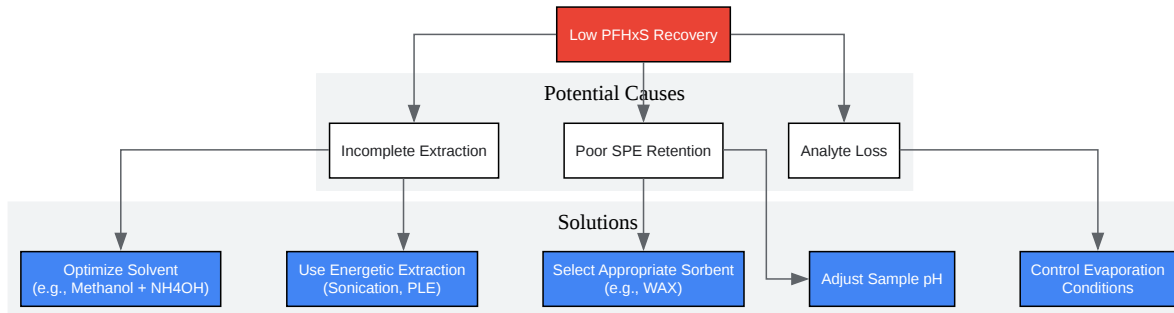 Low PFHxS Recovery
Potential Causes
Incomplete Extraction
Poor SPE Retention
Analyte Loss
Solutions
Optimize Solvent
(e.g., Methanol + NH4OH)
Use Energetic Extraction
(Sonication, PLE)
Select Appropriate Sorbent
(e.g., WAX)
Adjust Sample pH
Control Evaporation
Conditions